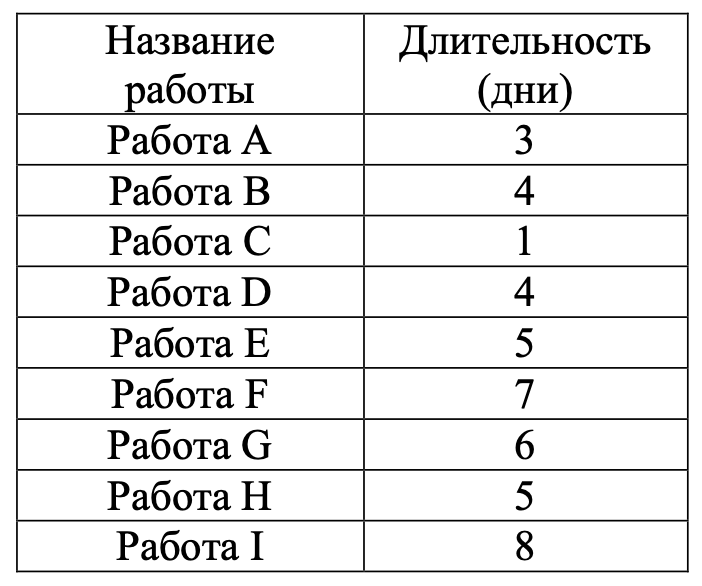 Название Длительность
работы (дни)
Работа A 3
Работа B 4
Работа C 1
Работа D 4
Работа E 5
Работа F 7
Работа G 6
Работа H 5
Работа I 8